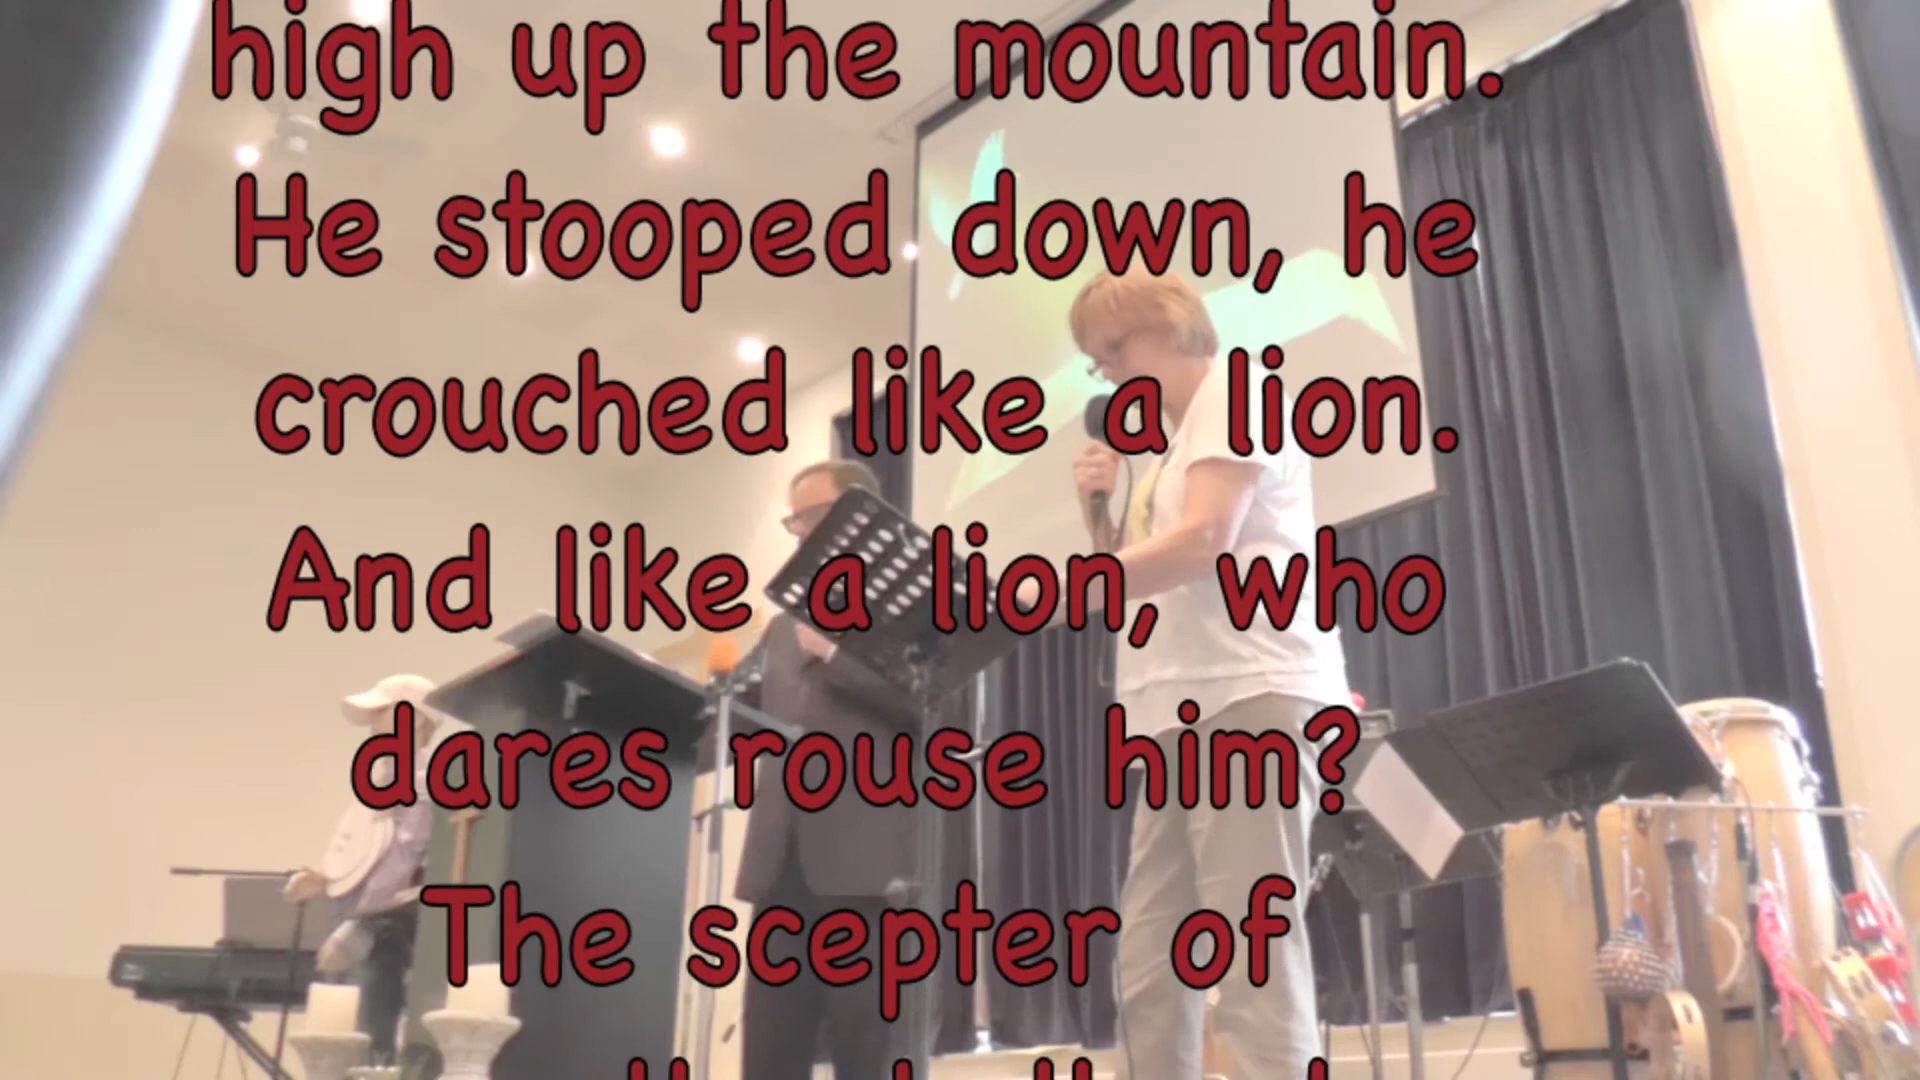 high up the mountain.
He stooped down, he
crouched like a lion.
And like a lion, who
dares rouse him?
The scepter of